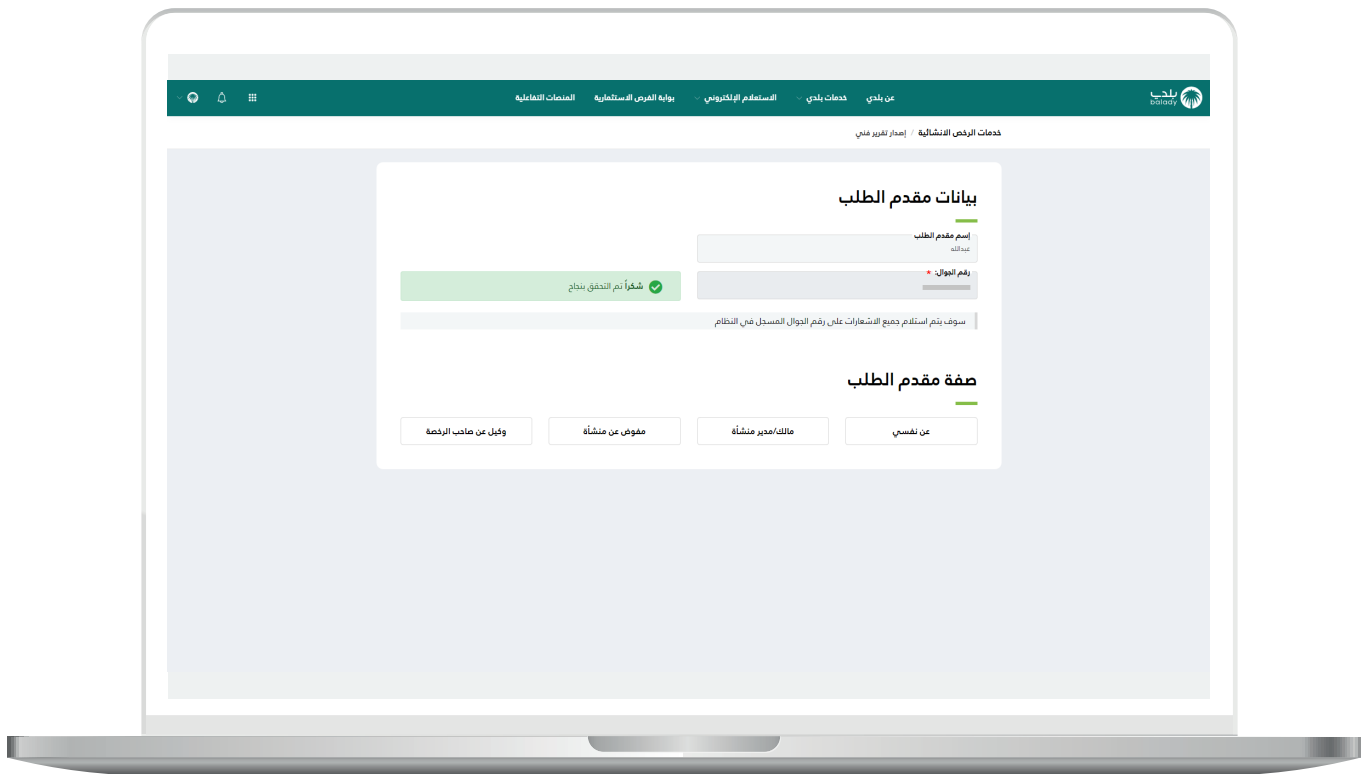 بلدي
balady
عن بلدي
خدمات بلدي
الاستعلام الإلكتروني
بوابة الفرص الاستثمارية
المنصات التفاعلية
خدمات الرخص الانشائية / إصدار تقرير فني
بيانات مقدم الطلب
إسم مقدم الطلب
عبدالله
رقم الجوال: *
شكراً تم التحقق بنجاح
سوف يتم استلام جميع الاشعارات على رقم الجوال المسجل في النظام
صفة مقدم الطلب
عن نفسي
مالك/مدير منشأة
مفوض عن منشأة
وكيل عن صاحب الرخصة